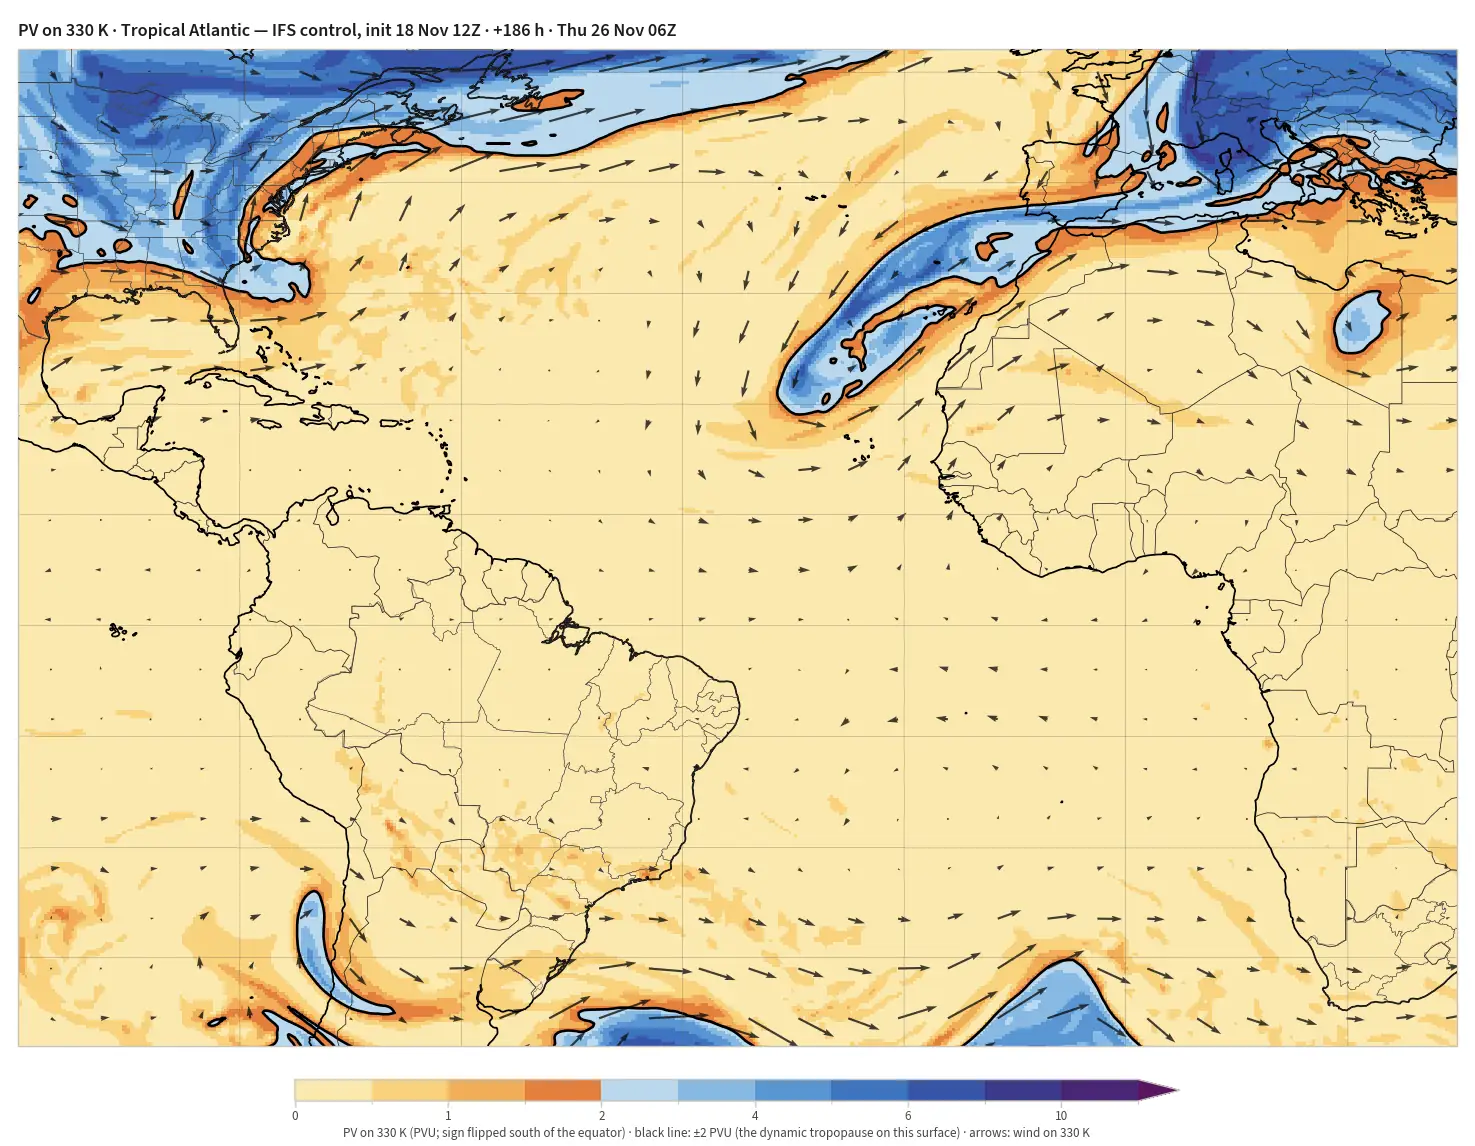 PV on 330 K · Tropical Atlantic — IFS control, init 18 Nov 12Z · +186 h · Thu 26 Nov 06Z
0 1 2 4 6 10
PV on 330 K (PVU; sign flipped south of the equator) · black line: ±2 PVU (the dynamic tropopause on this surface) · arrows: wind on 330 K